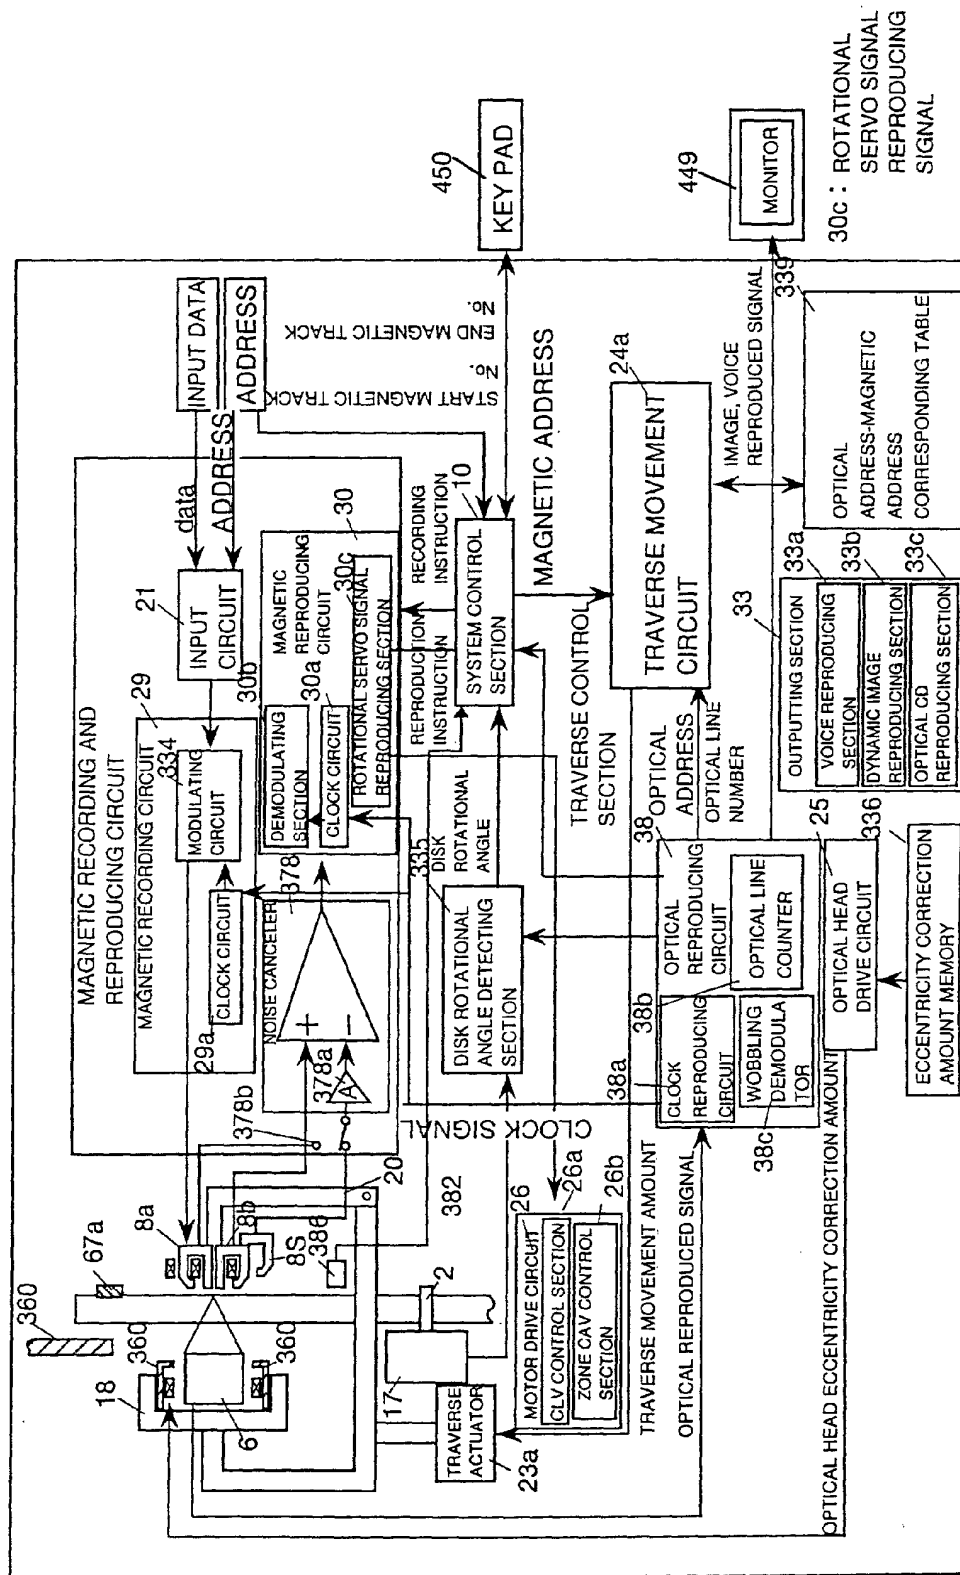 MAGNETIC RECORDING AND
REPRODUCING CIRCUIT
MAGNETIC RECORDING CIRCUIT
29
334
MODULATING
CIRCUIT
CLOCK CIRCUIT
29a
21
INPUT
CIRCUIT
data
ADDRESS
INPUT DATA
ADDRESS
30b
DEMODULATING
SECTION
30a
CLOCK CIRCUIT
MAGNETIC
REPRODUCING
CIRCUIT
30
30c
ROTATIONAL SERVO SIGNAL
REPRODUCING SECTION
NOISE CANCELER
378
+
−
A
378a
378b
360
67a
8a
8b
8S
18
360
360
6
20
386
382
2
17
TRAVERSE
ACTUATOR
23a
26
MOTOR DRIVE CIRCUIT
26a
CLV CONTROL SECTION
26b
ZONE CAV CONTROL
SECTION
CLOCK SIGNAL
335
DISK ROTATIONAL
ANGLE DETECTING
SECTION
DISK
ROTATIONAL
ANGLE
REPRODUCTION
INSTRUCTION
RECORDING
INSTRUCTION
10
SYSTEM CONTROL
SECTION
START MAGNETIC TRACK
No.
END MAGNETIC TRACK
No.
450
KEY PAD
MAGNETIC ADDRESS
TRAVERSE CONTROL
SECTION
24a
TRAVERSE MOVEMENT
CIRCUIT
TRAVERSE MOVEMENT AMOUNT
OPTICAL REPRODUCED SIGNAL
38
OPTICAL
REPRODUCING
CIRCUIT
38b
OPTICAL LINE
COUNTER
38a
CLOCK
REPRODUCING
CIRCUIT
WOBBLING
DEMODULA
TOR
38c
OPTICAL
ADDRESS
OPTICAL LINE
NUMBER
IMAGE, VOICE
REPRODUCED SIGNAL
449
MONITOR
339
OPTICAL
ADDRESS-MAGNETIC
ADDRESS
CORRESPONDING TABLE
33
OUTPUTTING SECTION
33a
VOICE REPRODUCING
SECTION
33b
DYNAMIC IMAGE
REPRODUCING SECTION
33c
OPTICAL CD
REPRODUCING SECTION
25
OPTICAL HEAD
DRIVE CIRCUIT
OPTICAL HEAD ECCENTRICITY CORRECTION AMOUNT
336
ECCENTRICITY CORRECTION
AMOUNT MEMORY
30c : ROTATIONAL
SERVO SIGNAL
REPRODUCING
SIGNAL